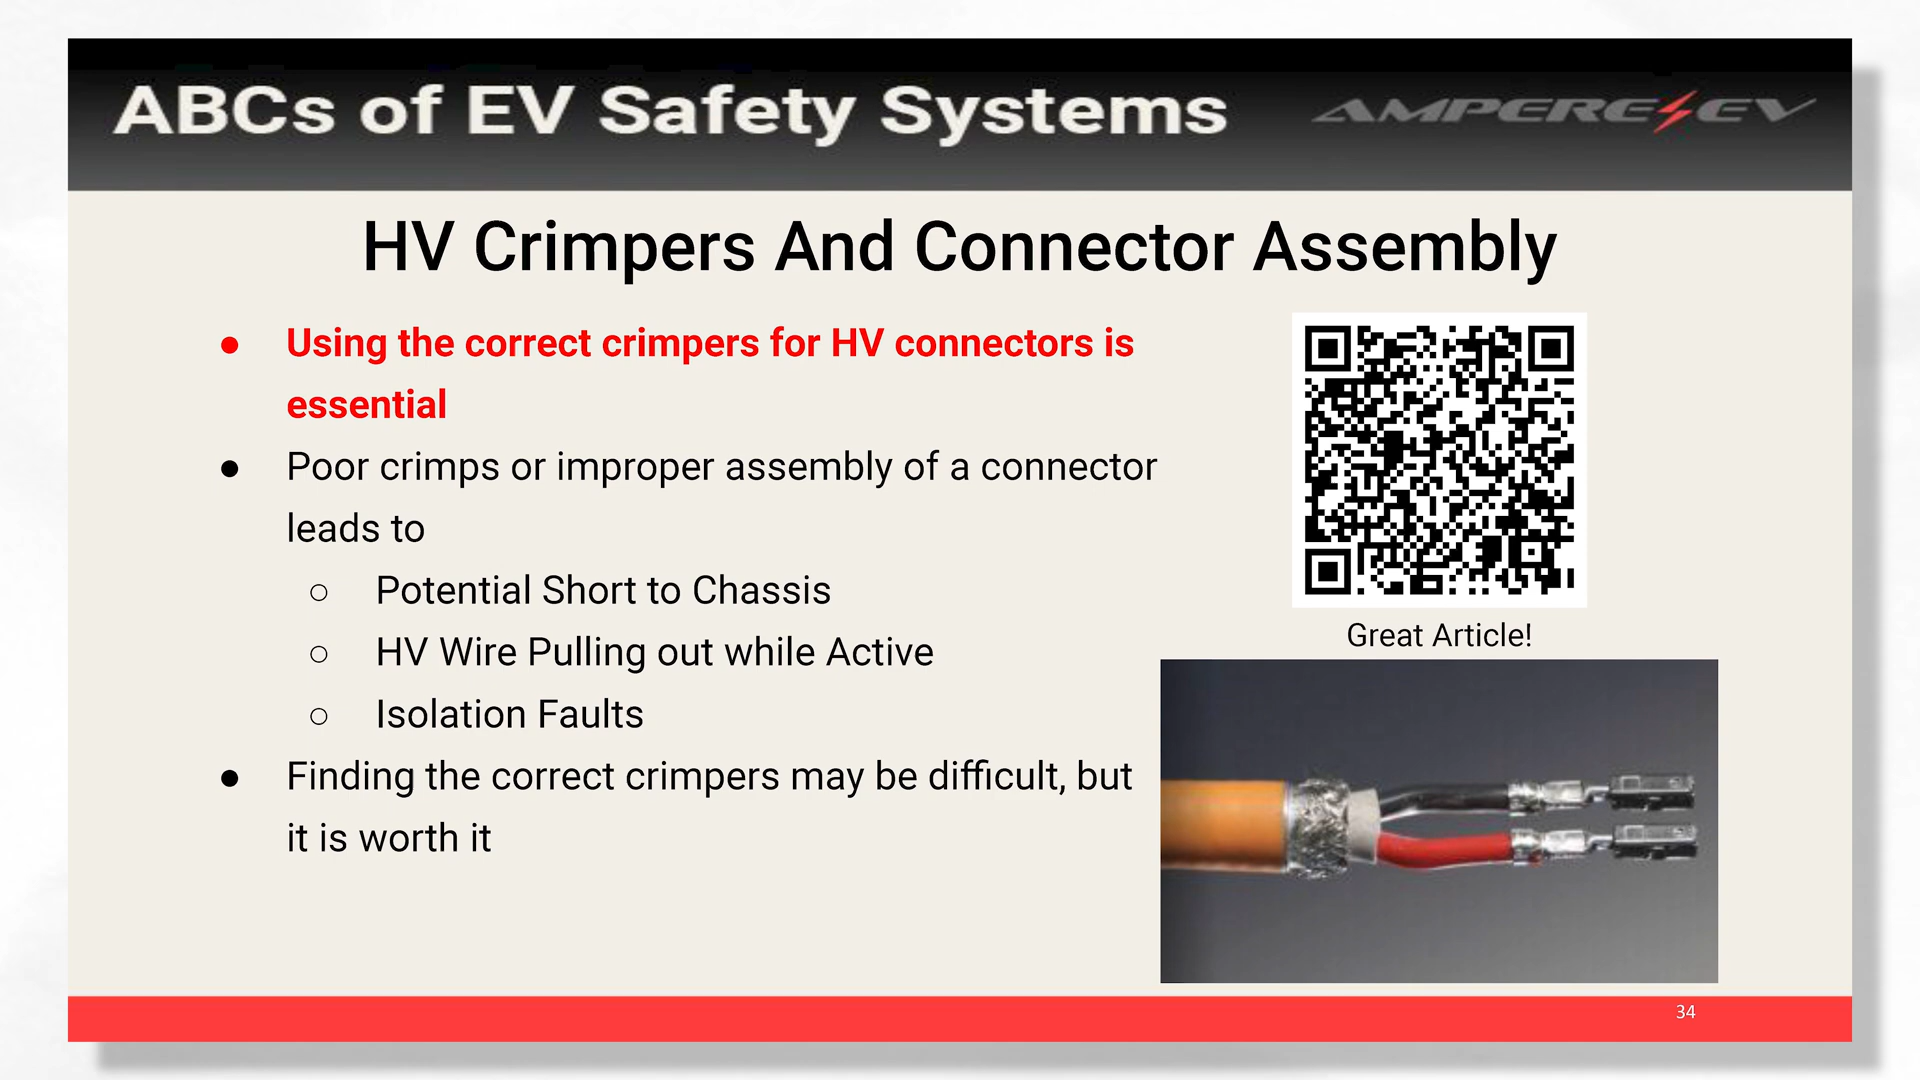 ABCs of EV Safety Systems
AMPERE EV
HV Crimpers And Connector Assembly
● Using the correct crimpers for HV connectors is
essential
● Poor crimps or improper assembly of a connector
leads to
○ Potential Short to Chassis
○ HV Wire Pulling out while Active
○ Isolation Faults
● Finding the correct crimpers may be difficult, but
it is worth it
Great Article!
34